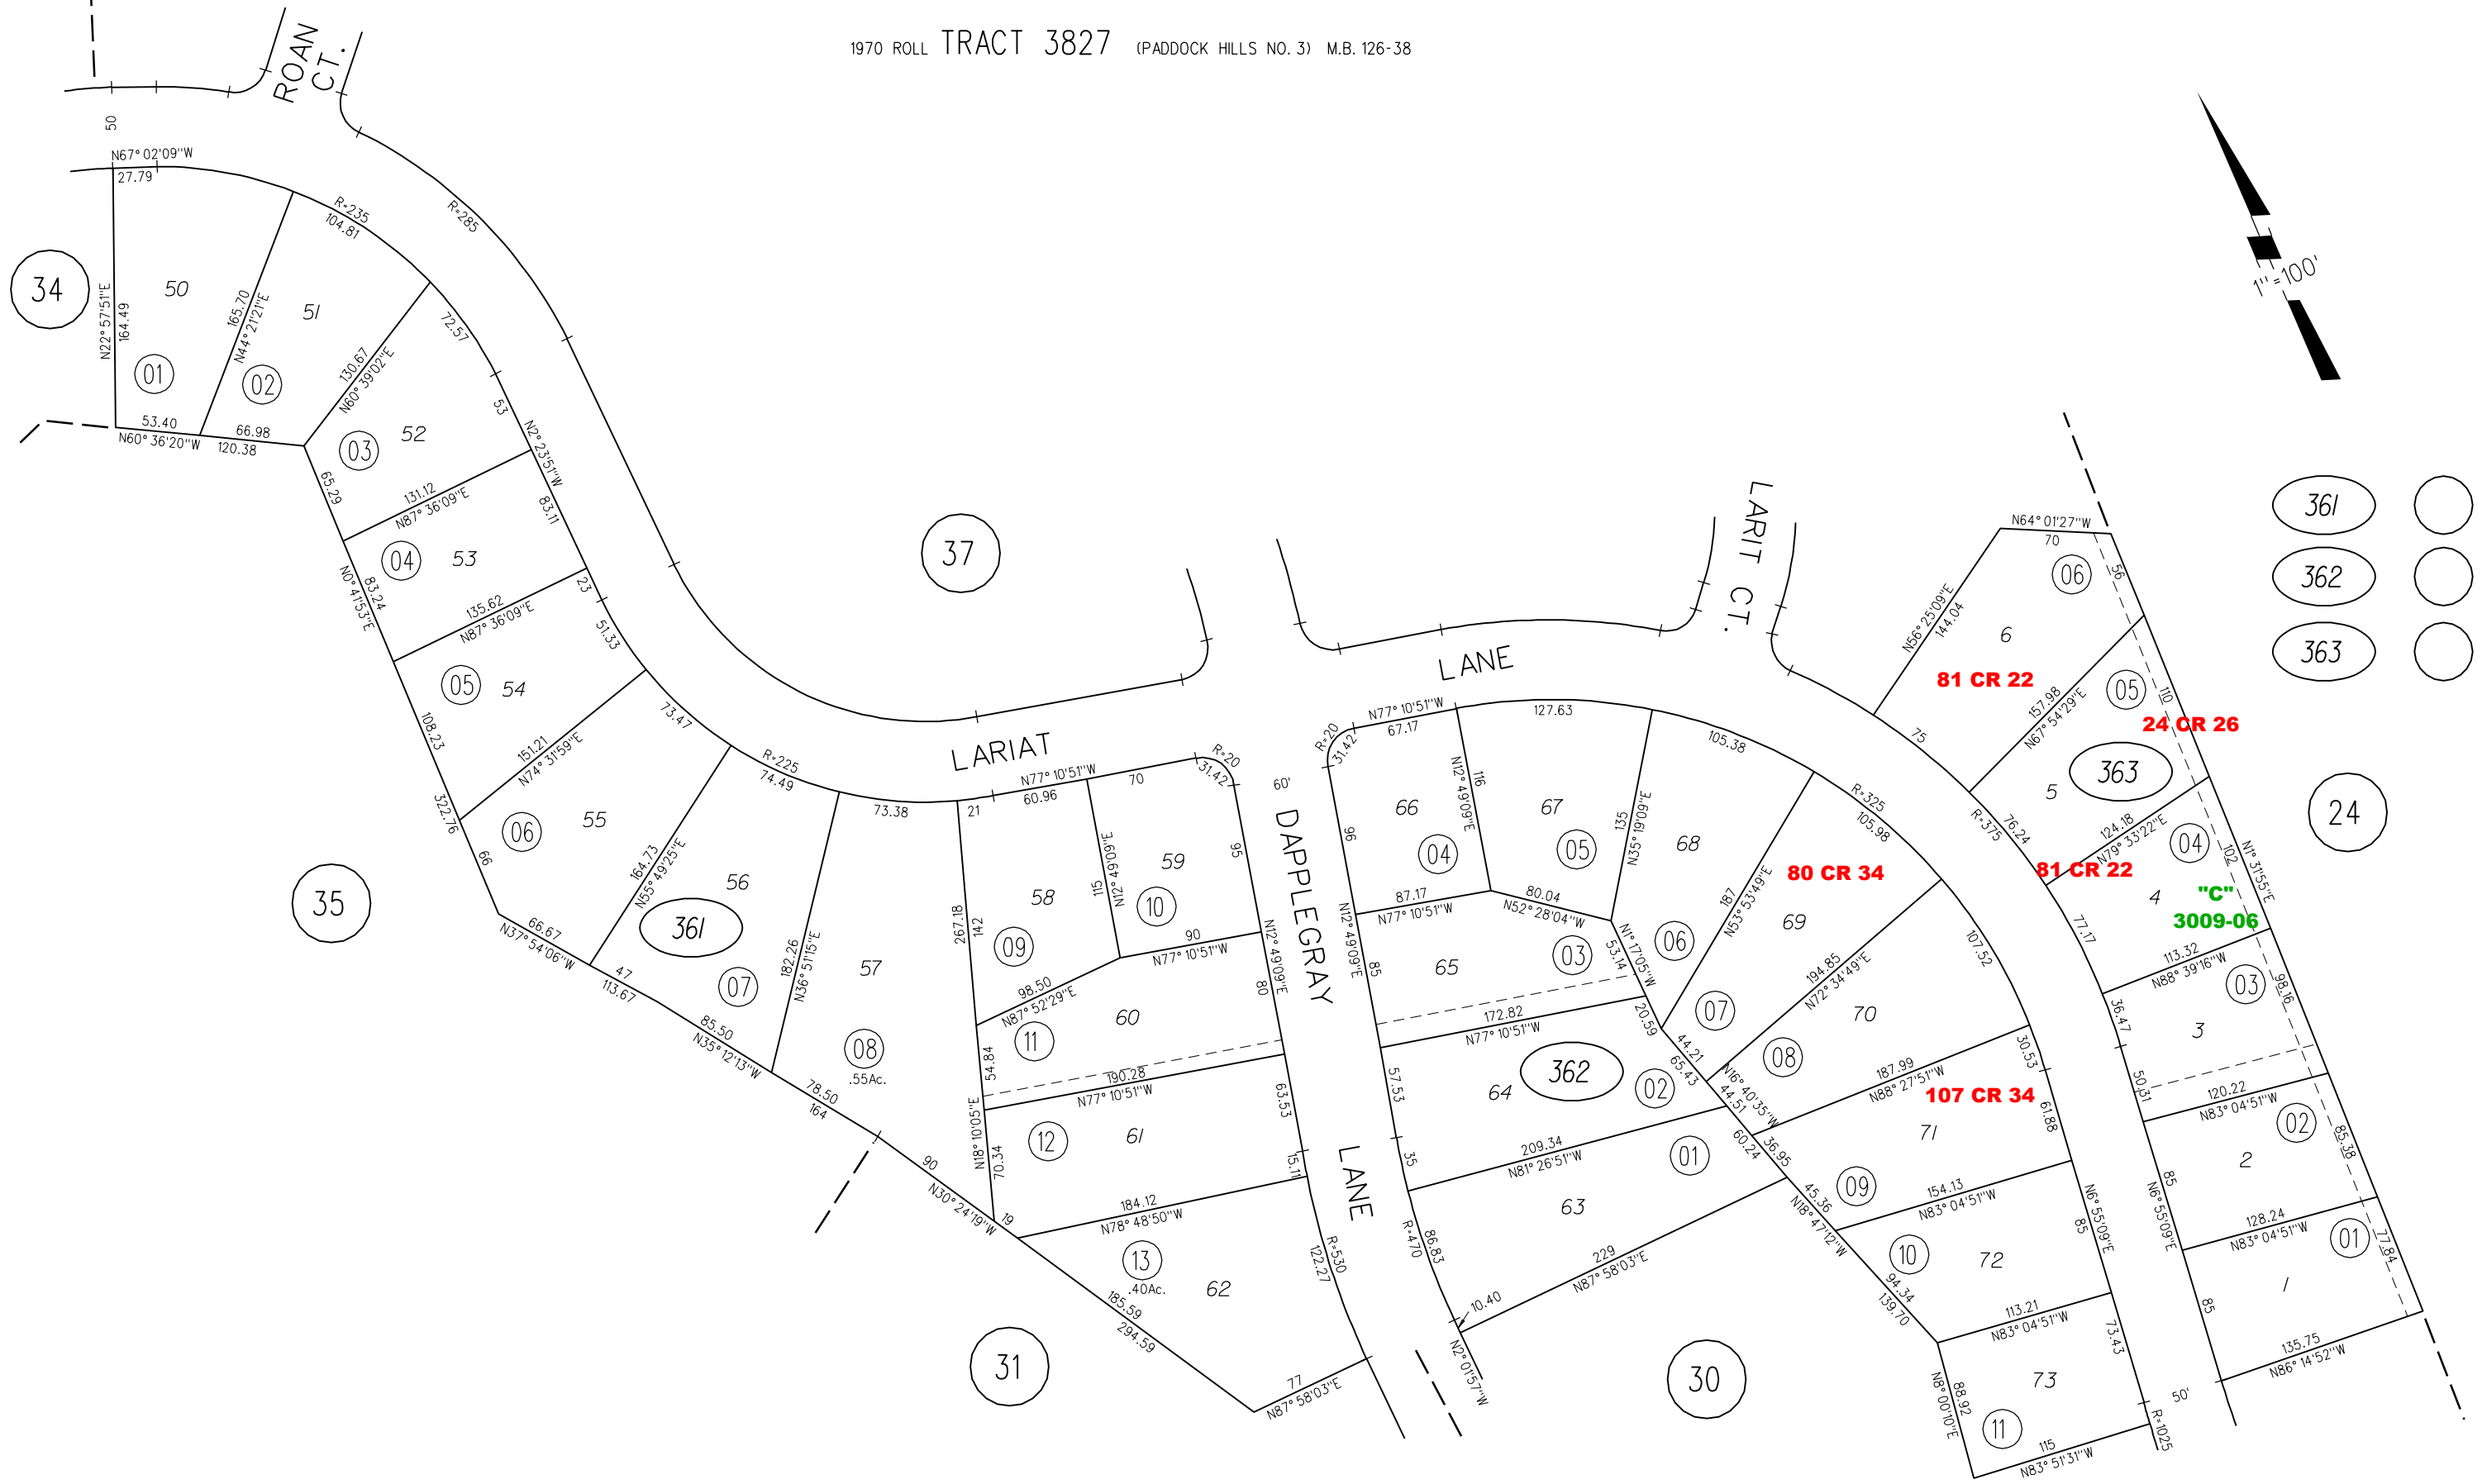 1970 ROLL TRACT 3827 (PADDOCK HILLS NO. 3) M.B. 126-38
ROAN
CT.
50
N67° 02'09"W
27.79
R=235
104.81
R=285
34
N22° 57'51"E
164.49
50
01
165.70
N44° 21'21"E
51
02
130.67
N60° 39'02"E
72.57
53.40
66.98
N60° 36'20"W 120.38
53
N2° 23'51"W
03
52
65.29
131.12
N87° 36'09"E
83.11
04
53
N0° 41'53"E
83.24
135.62
N87° 36'09"E
23
51.33
05
54
108.23
151.21
N74° 31'59"E
73.47
322.76
66
06
55
R=225
74.49
164.73
N55° 49'25"E
56
361
07
66.67
N37° 54'06"W
47
113.67
85.50
N35° 12'13"W
73.38
182.26
N36° 51'15"E
57
08
.55Ac.
78.50
164
35
37
LARIAT
LANE
21
N77° 10'51"W
60.96
70
R=20
31.42
267.18
142
58
09
115
N12° 49'09"E
59
10
95
90
N77° 10'51"W
98.50
N87° 52'29"E
N12° 49'09"E
80
60
11
54.84
190.28
N77° 10'51"W
63.53
N18° 10'05"E
70.34
12
61
15.11
90
N30° 24'19"W
19
184.12
N78° 48'50"W
13
.40Ac.
62
R=530
122.27
185.59
294.59
77
N87° 58'03"E
31
60'
DAPPLEGRAY
LANE
LARIT CT.
R=20
31.42
N77° 10'51"W
67.17
127.63
105.38
R=325
105.98
96
66
04
N12° 49'09"E
116
67
05
135
N35° 19'09"E
68
06
187
N53° 53'49"E
80 CR 34
69
07
87.17
N77° 10'51"W
80.04
N52° 28'04"W
N12° 49'09"E
85
65
03
N1° 17'05"W
53.14
20.59
172.82
N77° 10'51"W
57.53
64
362
02
44.21
65.43
194.85
N72° 34'49"E
107.52
70
08
N16° 40'35"W
44.51
187.99
N88° 27'51"W
30.53
107 CR 34
35
209.34
N81° 26'51"W
01
60.24
36.95
71
61.88
63
R=470
86.83
229
N87° 58'03"E
10.40
N2° 01'57"W
30
09
45.36
N18° 47'12"W
154.13
N83° 04'51"W
N6° 55'09"E
85
10
72
94.34
139.70
113.21
N83° 04'51"W
73.43
73
11
N8° 00'10"E
88.92
115
N83° 51'31"W
R=1025
50'
1"=100'
361
362
363
N64° 01'27"W
70
06
56
N56° 25'09"E
144.04
6
81 CR 22
75
157.98
N67° 54'29"E
05
110
24 CR 26
363
5
R=375
76.24
124.18
N79° 33'22"E
81 CR 22
04
102
N1° 31'55"E
24
4
"C"
3009-06
77.17
113.32
N88° 39'16"W
03
98.16
36.47
3
50.31
120.22
N83° 04'51"W
02
85.38
2
85
N6° 55'09"E
128.24
N83° 04'51"W
01
77.84
1
85
135.75
N86° 14'52"W